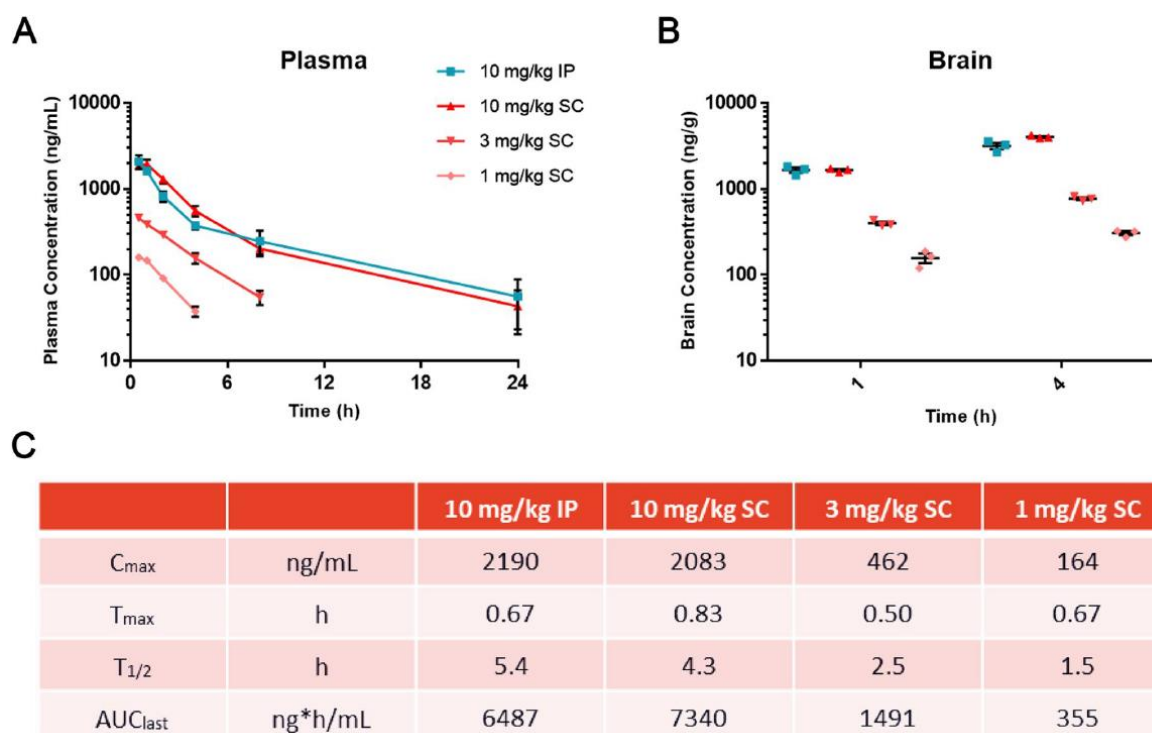 A
Plasma
10 mg/kg IP
10 mg/kg SC
3 mg/kg SC
1 mg/kg SC
Plasma Concentration (ng/mL)
10000
1000
100
10
0 6 12 18 24
Time (h)
B
Brain
Brain Concentration (ng/g)
10000
1000
100
10
1 4
Time (h)
C
10 mg/kg IP 10 mg/kg SC 3 mg/kg SC 1 mg/kg SC
Cmax ng/mL 2190 2083 462 164
Tmax h 0.67 0.83 0.50 0.67
T1/2 h 5.4 4.3 2.5 1.5
AUClast ng*h/mL 6487 7340 1491 355